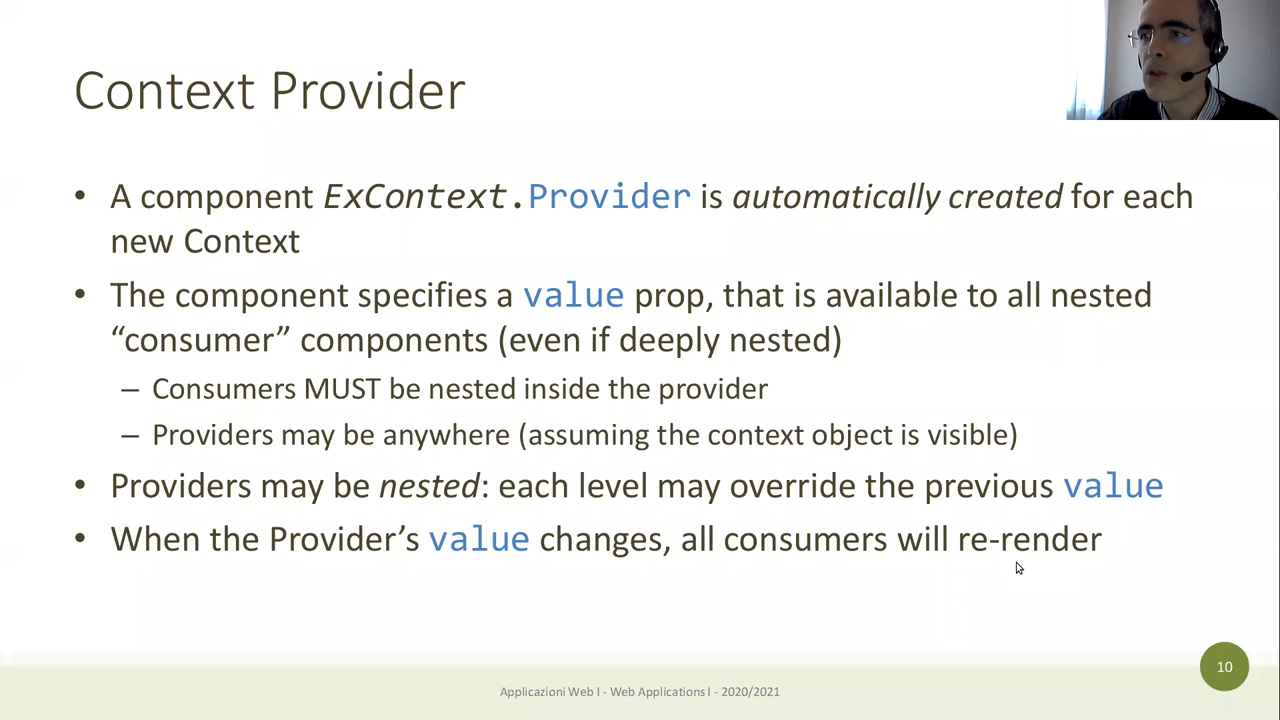 Context Provider
• A component ExContext.Provider is automatically created for each
new Context
• The component specifies a value prop, that is available to all nested
“consumer” components (even if deeply nested)
– Consumers MUST be nested inside the provider
– Providers may be anywhere (assuming the context object is visible)
• Providers may be nested: each level may override the previous value
• When the Provider’s value changes, all consumers will re-render
10
Applicazioni Web I - Web Applications I - 2020/2021